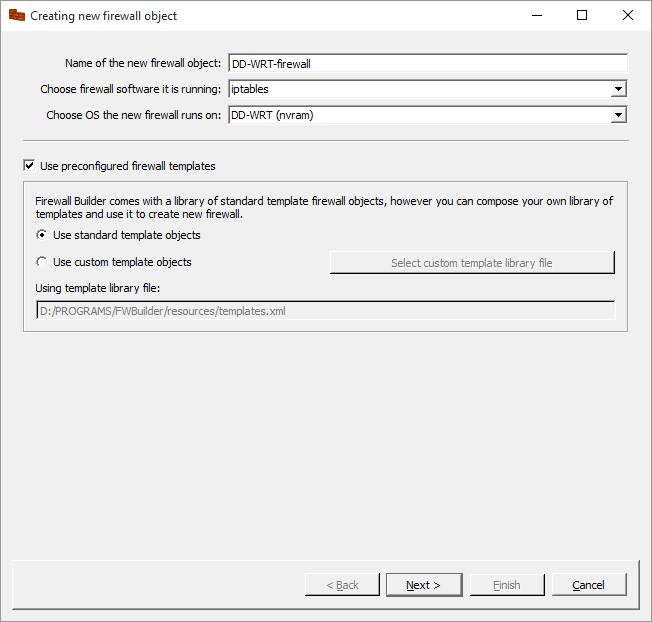 Creating new firewall object
Name of the new firewall object: DD-WRT-firewall
Choose firewall software it is running: iptables
Choose OS the new firewall runs on: DD-WRT (nvram)
Use preconfigured firewall templates
Firewall Builder comes with a library of standard template firewall objects, however you can compose your own library of
templates and use it to create new firewall.
Use standard template objects
Use custom template objects Select custom template library file
Using template library file:
D:/PROGRAMS/FWBuilder/resources/templates.xml
< Back Next > Finish Cancel